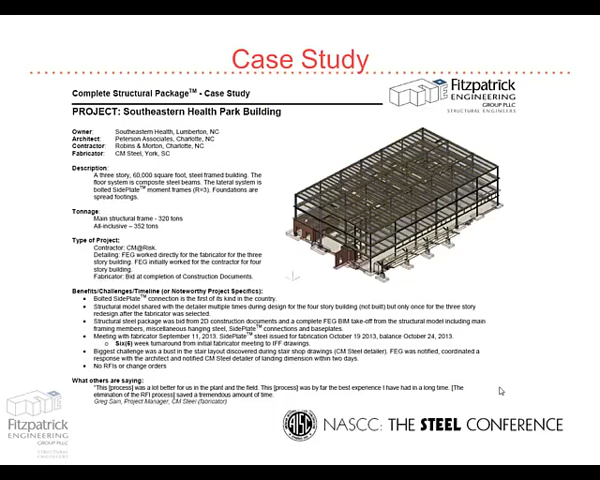 Case Study
Complete Structural Package™ - Case Study
Fitzpatrick
ENGINEERING
GROUP PLLC
STRUCTURAL ENGINEERS
PROJECT: Southeastern Health Park Building
Owner: Southeastern Health, Lumberton, NC
Architect: Peterson Associates, Charlotte, NC
Contractor: Robins & Morton, Charlotte, NC
Fabricator: CM Steel, York, SC
Description:
A three story, 60,000 square foot, steel framed building. The
floor system is composite steel beams. The lateral system is
bolted SidePlate™ moment frames (R=3). Foundations are
spread footings.
Tonnage:
Main structural frame - 320 tons
All-inclusive – 352 tons
Type of Project:
Contractor: CM@Risk.
Detailing: FEG worked directly for the fabricator for the three
story building. FEG initially worked for the contractor for four
story building.
Fabricator: Bid at completion of Construction Documents.
Benefits/Challenges/Timeline (or Noteworthy Project Specifics):
• Bolted SidePlate™ connection is the first of its kind in the country.
• Structural model shared with the detailer multiple times during design for the four story building (not built) but only once for the three story
redesign after the fabricator was selected.
• Structural steel package was bid from 2D construction documents and a complete FEG BIM take-off from the structural model including main
framing members, miscellaneous hanging steel, SidePlate™ connections and baseplates.
• Meeting with fabricator September 11, 2013. SidePlate™ steel issued for fabrication October 19 2013, balance October 24, 2013.
o Six(6) week turnaround from initial fabricator meeting to IFF drawings.
• Biggest challenge was a bust in the stair layout discovered during stair shop drawings (CM Steel detailer). FEG was notified, coordinated a
response with the architect and notified CM Steel detailer of landing dimension within two days.
• No RFIs or change orders
What others are saying:
"This [process] was a lot better for us in the plant and the field. This [process] was by far the best experience I have had in a long time. [The
elimination of the RFI process] saved a tremendous amount of time.
Greg Sain, Project Manager, CM Steel (fabricator)
Fitzpatrick
ENGINEERING
GROUP PLLC
STRUCTURAL
ENGINEERS
AISC
NASCC: THE STEEL CONFERENCE